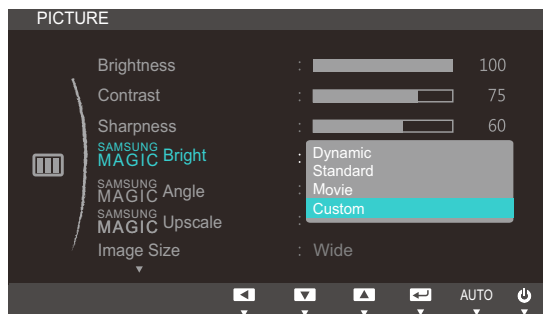 PICTURE
Brightness : 100
Contrast : 75
Sharpness : 60
SAMSUNG MAGIC Bright :
Dynamic
Standard
Movie
Custom
SAMSUNG MAGIC Angle :
SAMSUNG MAGIC Upscale :
Image Size : Wide
AUTO